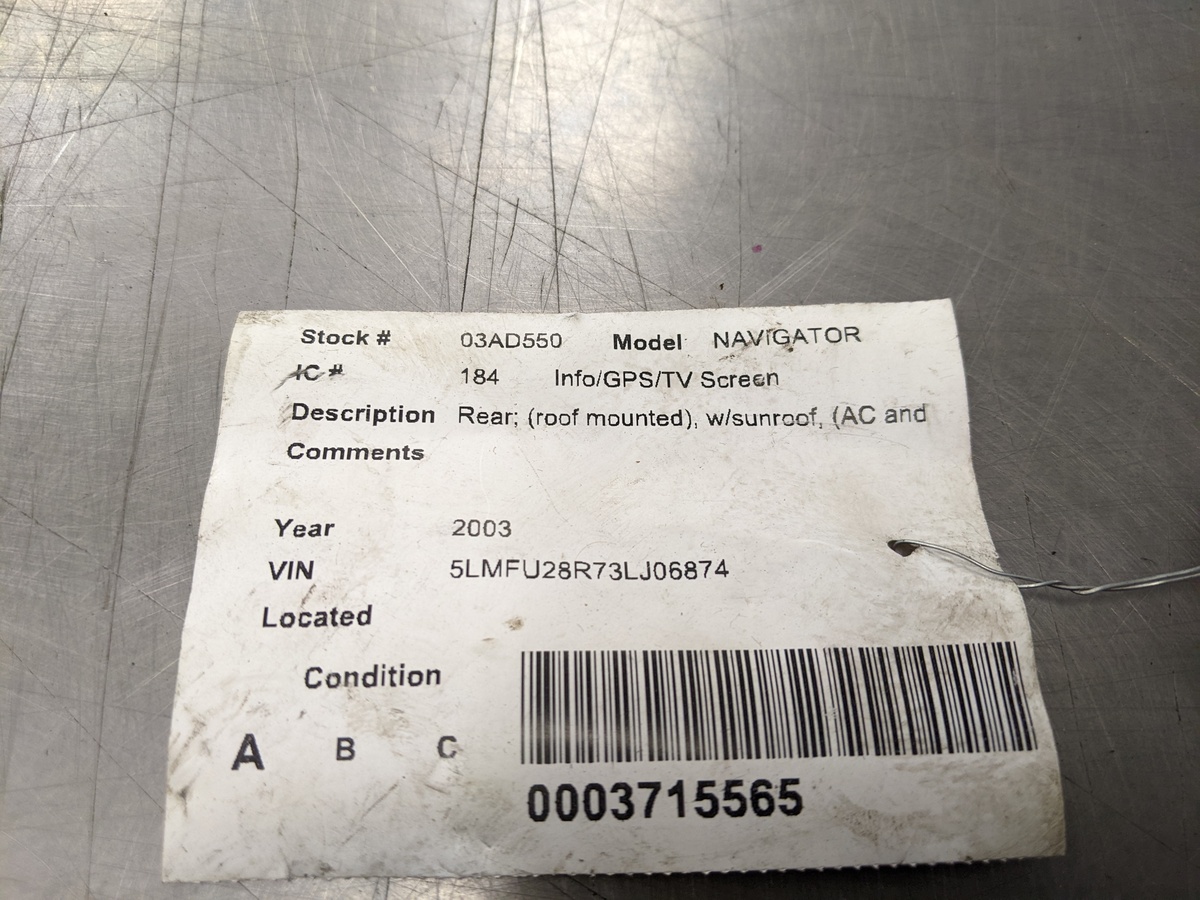 Stock # 03AD550 Model NAVIGATOR
IC # 184 Info/GPS/TV Screen
Description Rear; (roof mounted), w/sunroof, (AC and
Comments
Year 2003
VIN 5LMFU28R73LJ06874
Located
Condition
A B C
0003715565